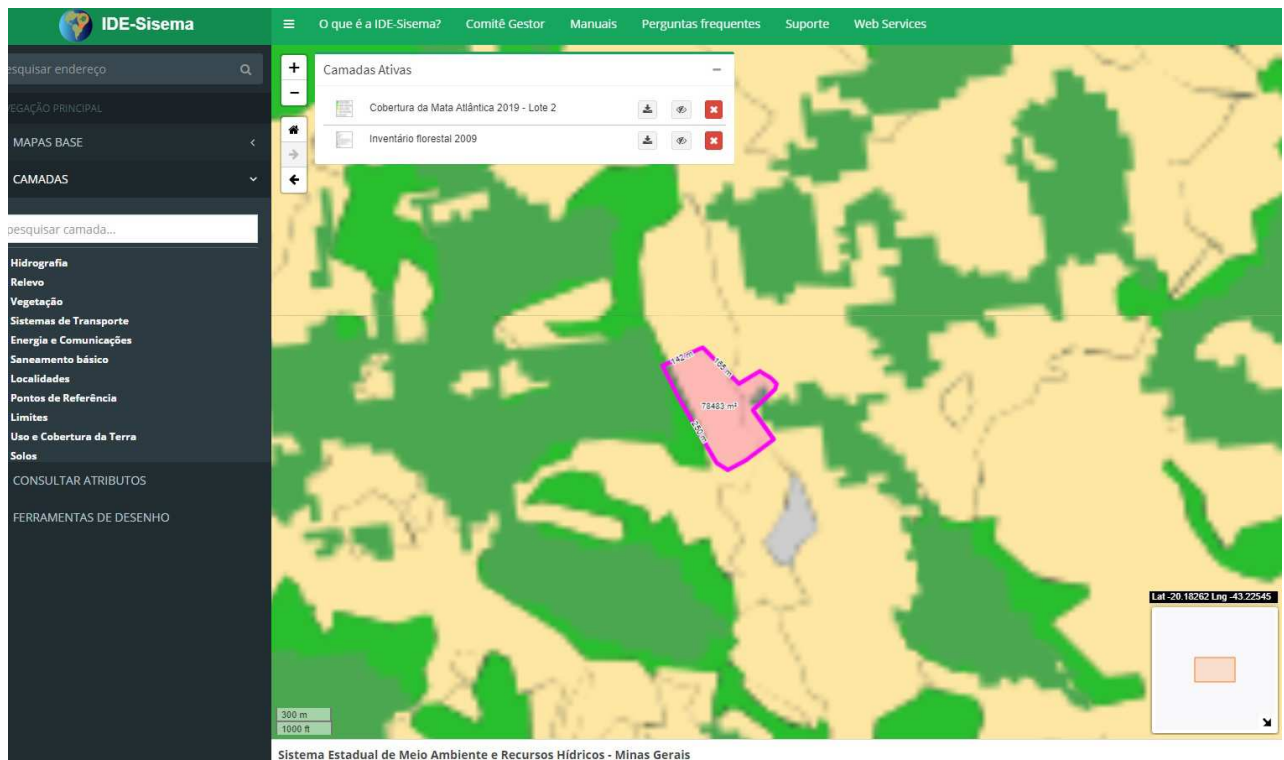 IDE-Sisema
O que é a IDE-Sisema? Comitê Gestor Manuais Perguntas frequentes Suporte Web Services
esquisar endereço
VEGAÇÃO PRINCIPAL
MAPAS BASE
CAMADAS
pesquisar camada...
Hidrografia
Relevo
Vegetação
Sistemas de Transporte
Energia e Comunicações
Saneamento básico
Localidades
Pontos de Referência
Limites
Uso e Cobertura da Terra
Solos
CONSULTAR ATRIBUTOS
FERRAMENTAS DE DESENHO
Camadas Ativas
Cobertura da Mata Atlântica 2019 - Lote 2
Inventário florestal 2009
142 m
78483 m²
250 m
Lat -20.18262 Lng -43.22545
300 m
1000 ft
Sistema Estadual de Meio Ambiente e Recursos Hídricos - Minas Gerais